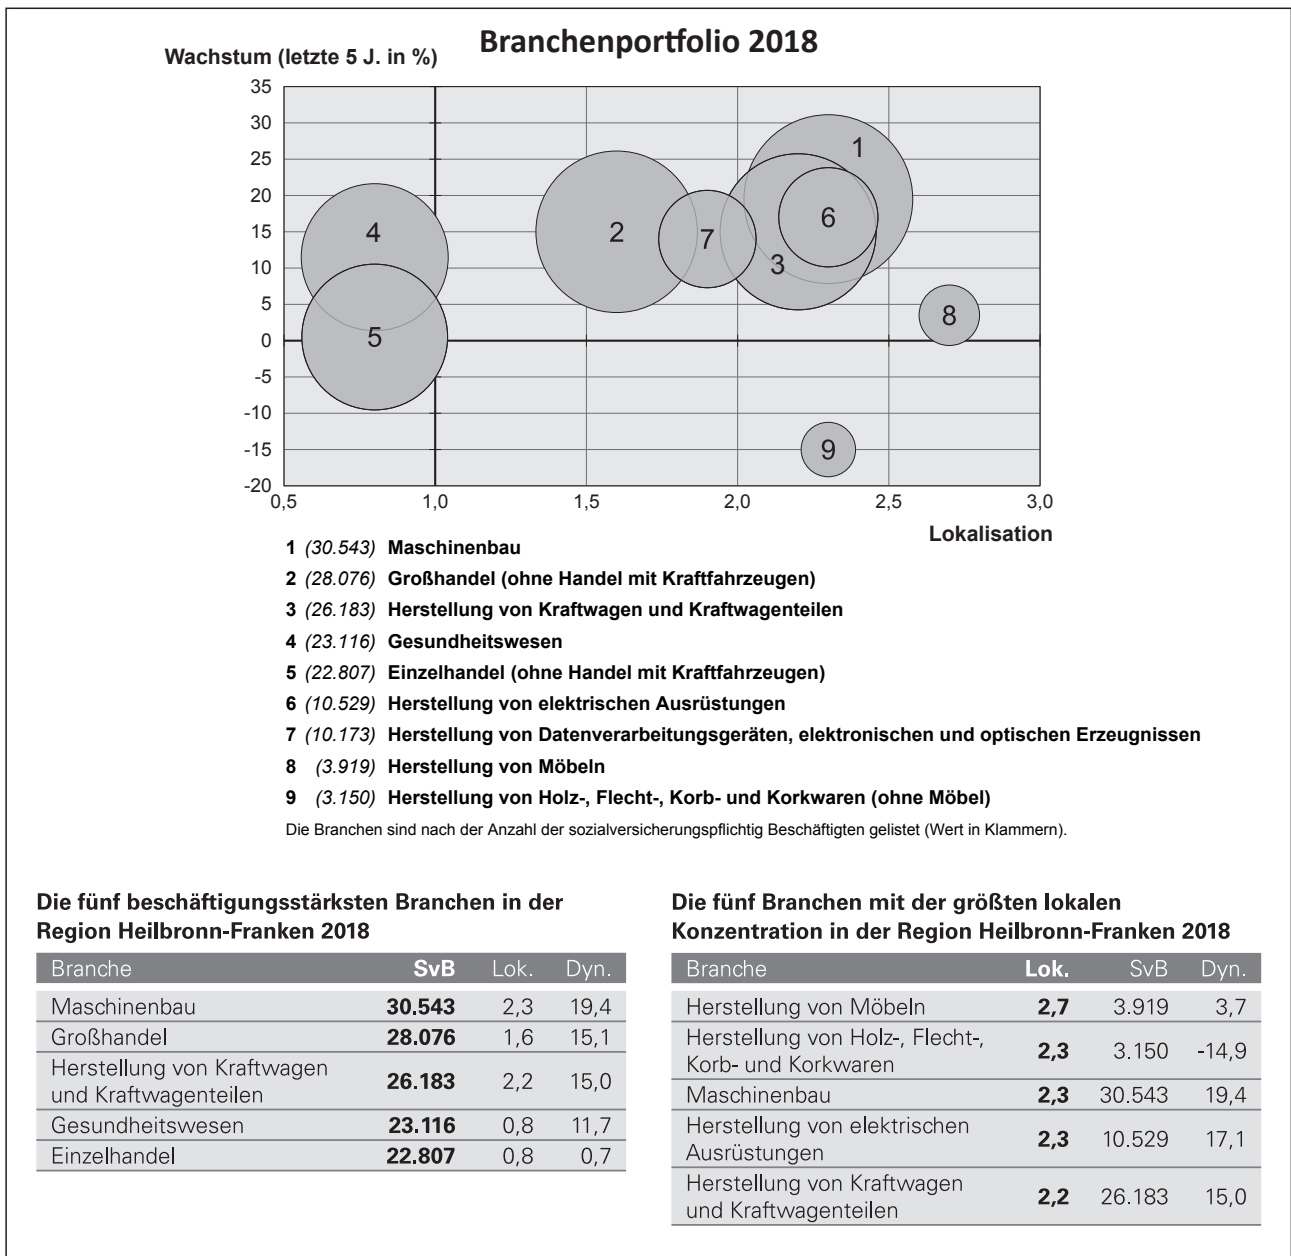 Branchenportfolio 2018
Wachstum (letzte 5 J. in %)
35
30
25
20
15
10
5
0
-5
-10
-15
-20
0,5 1,0 1,5 2,0 2,5 3,0
1
2
3
4
5
6
7
8
9
Lokalisation
1 (30.543) Maschinenbau
2 (28.076) Großhandel (ohne Handel mit Kraftfahrzeugen)
3 (26.183) Herstellung von Kraftwagen und Kraftwagenteilen
4 (23.116) Gesundheitswesen
5 (22.807) Einzelhandel (ohne Handel mit Kraftfahrzeugen)
6 (10.529) Herstellung von elektrischen Ausrüstungen
7 (10.173) Herstellung von Datenverarbeitungsgeräten, elektronischen und optischen Erzeugnissen
8 (3.919) Herstellung von Möbeln
9 (3.150) Herstellung von Holz-, Flecht-, Korb- und Korkwaren (ohne Möbel)
Die Branchen sind nach der Anzahl der sozialversicherungspflichtig Beschäftigten gelistet (Wert in Klammern).
Die fünf beschäftigungsstärksten Branchen in der
Region Heilbronn-Franken 2018
Branche SvB Lok. Dyn.
Maschinenbau 30.543 2,3 19,4
Großhandel 28.076 1,6 15,1
Herstellung von Kraftwagen
und Kraftwagenteilen 26.183 2,2 15,0
Gesundheitswesen 23.116 0,8 11,7
Einzelhandel 22.807 0,8 0,7
Die fünf Branchen mit der größten lokalen
Konzentration in der Region Heilbronn-Franken 2018
Branche Lok. SvB Dyn.
Herstellung von Möbeln 2,7 3.919 3,7
Herstellung von Holz-, Flecht-,
Korb- und Korkwaren 2,3 3.150 -14,9
Maschinenbau 2,3 30.543 19,4
Herstellung von elektrischen
Ausrüstungen 2,3 10.529 17,1
Herstellung von Kraftwagen
und Kraftwagenteilen 2,2 26.183 15,0